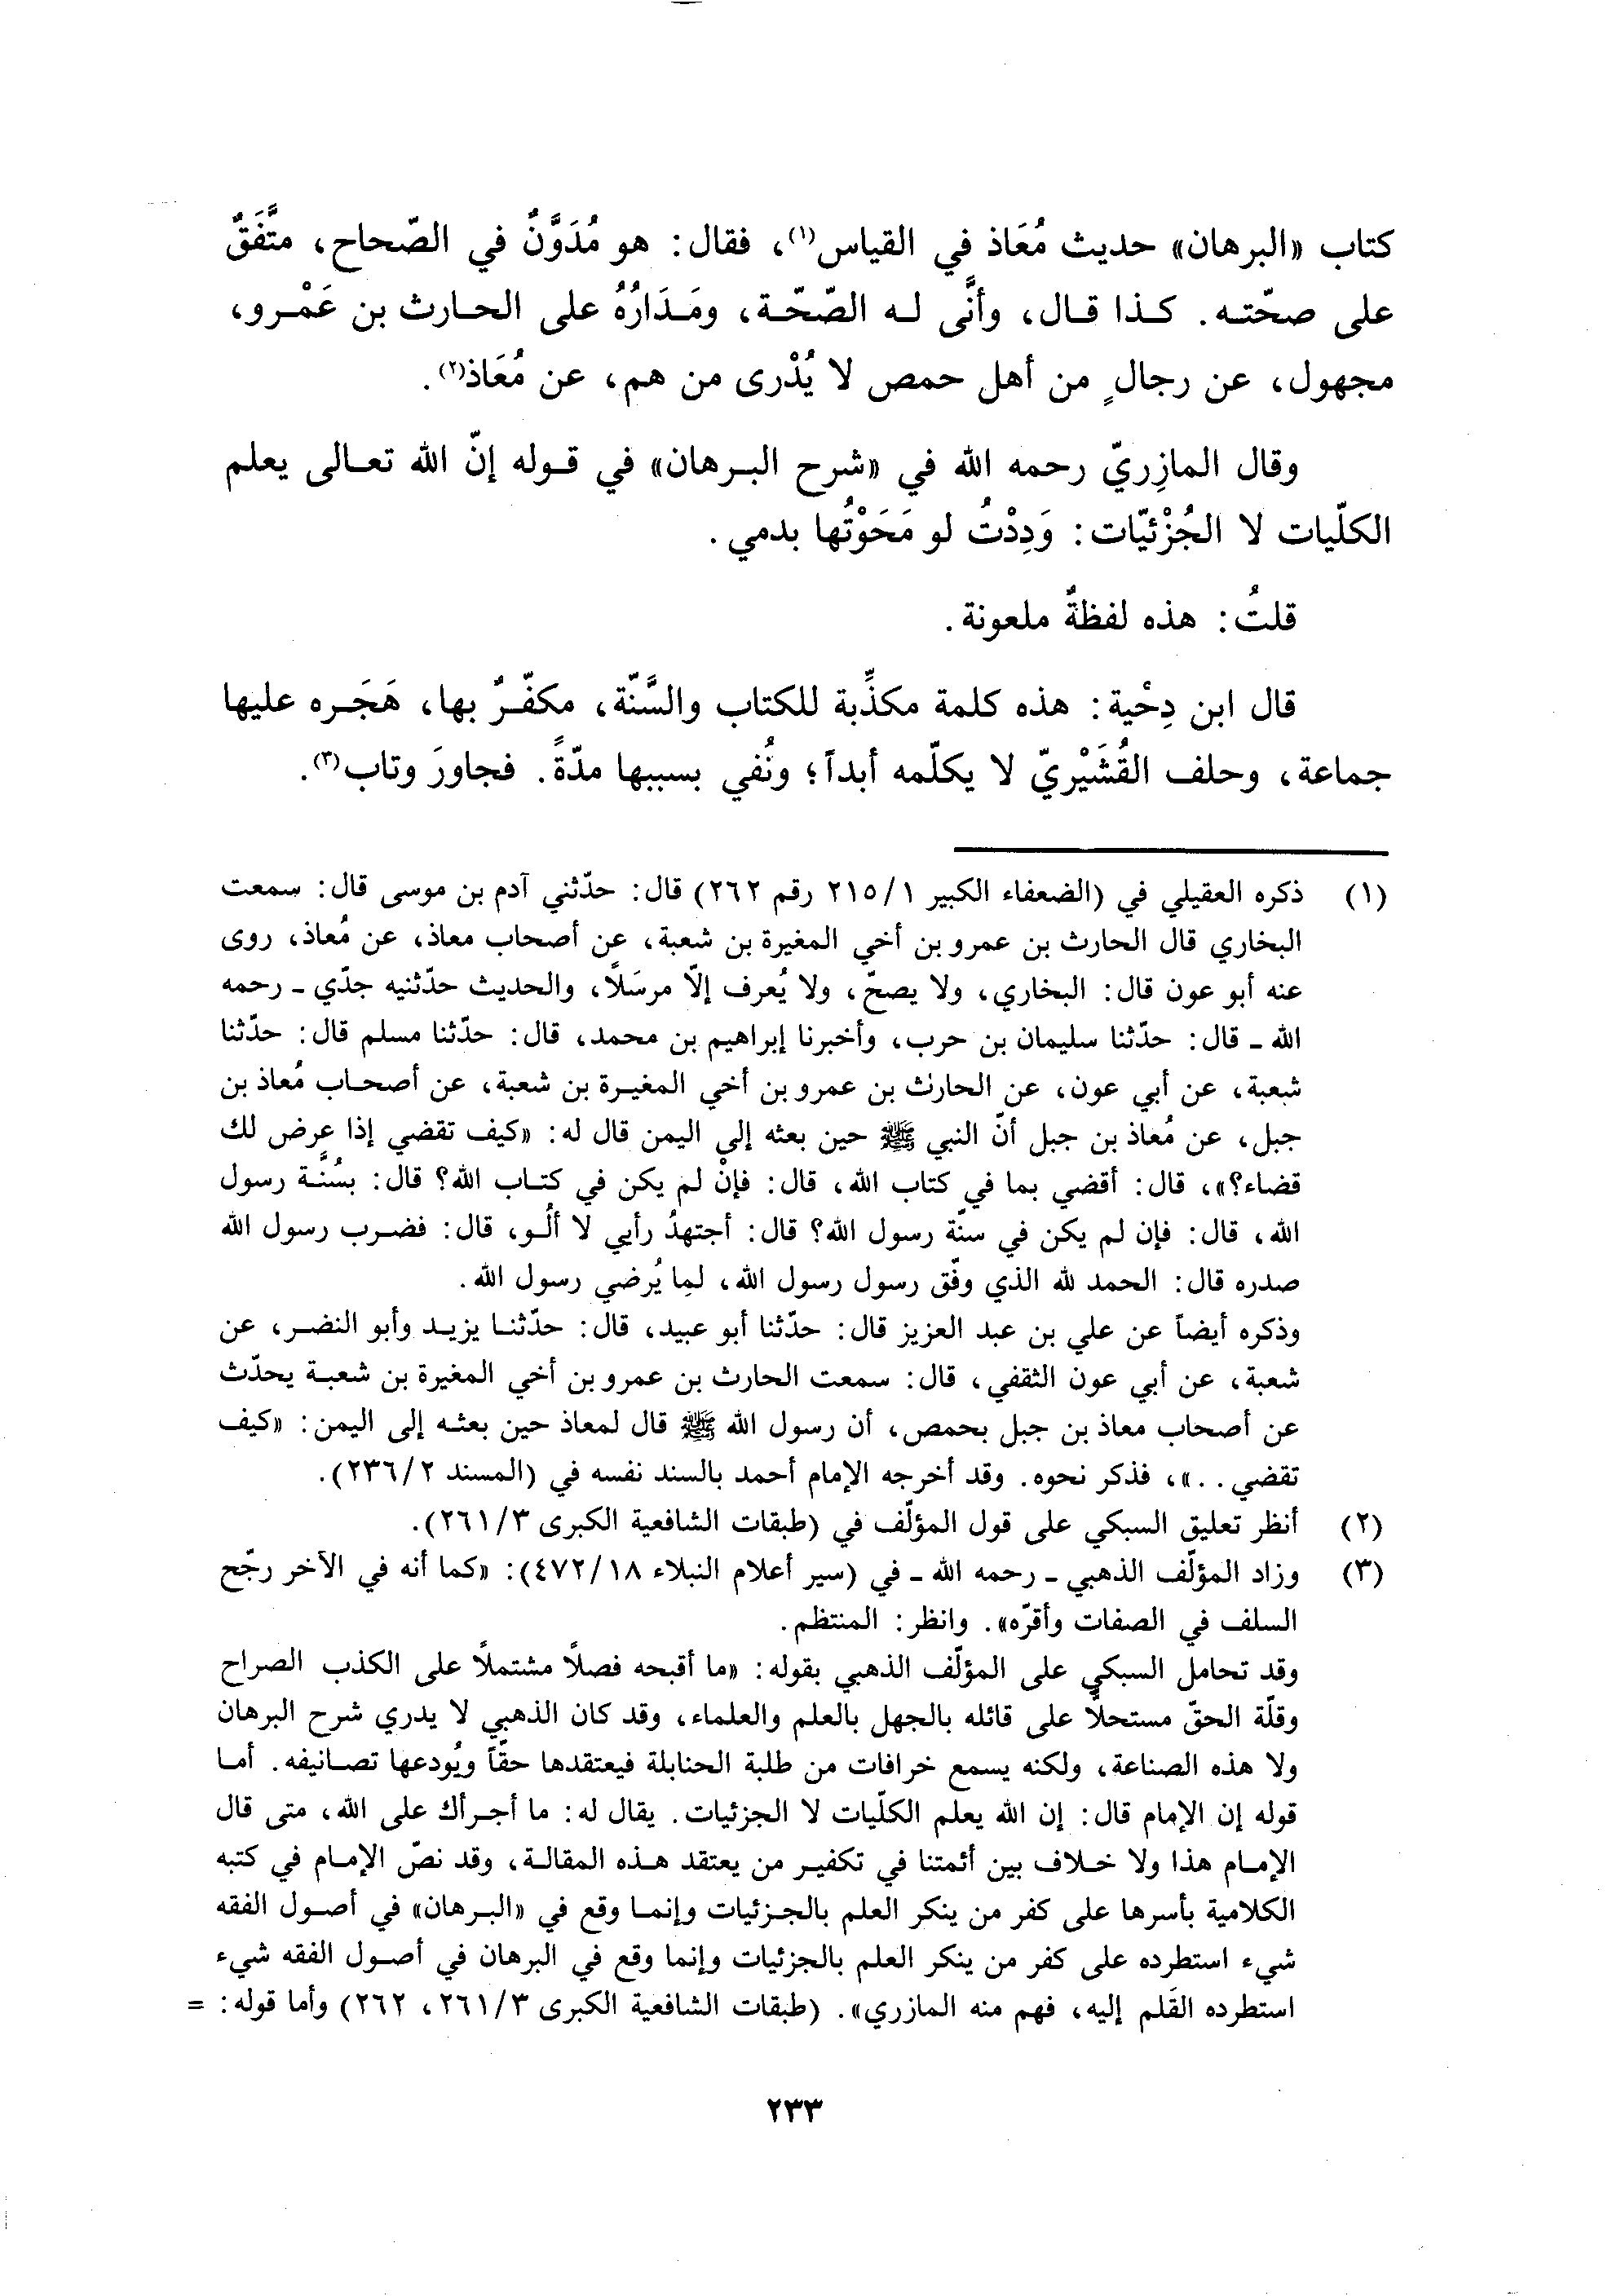 كتاب «البرهان» حديث مُعَاذ في القياس(١)، فقال: هو مُدَوَّنٌ في الصّحاح، متَّفَقٌ
على صحّته. كذا قال، وأنَّى له الصّحّة، ومَدَارُهُ على الحارث بن عَمْرو،
مجهول، عن رجالٍ من أهل حمص لا يُدْرى من هم، عن مُعَاذ(٢).
وقال المازِريّ رحمه الله في «شرح البرهان» في قوله إنّ الله تعالى يعلم
الكلّيات لا الجُزْئيّات: وَدِدْتُ لو مَحَوْتُها بدمي.
قلتُ: هذه لفظةٌ ملعونة.
قال ابن دِحْية: هذه كلمة مكذِّبة للكتاب والسُّنّة، مكفّرٌ بها، هَجَره عليها
جماعة، وحلف القُشَيْريّ لا يكلّمه أبداً؛ ونُفي بسببها مدّةً. فجاورَ وتاب(٣).
(١) ذكره العقيلي في (الضعفاء الكبير ١/ ٢١٥ رقم ٢٦٢) قال: حدّثني آدم بن موسى قال: سمعت
البخاري قال الحارث بن عمرو بن أخي المغيرة بن شعبة، عن أصحاب معاذ، عن مُعاذ، روى
عنه أبو عون قال: البخاري، ولا يصحّ، ولا يُعرف إلّا مرسَلًا، والحديث حدّثنيه جدّي ـ رحمه
الله ـ قال: حدّثنا سليمان بن حرب، وأخبرنا إبراهيم بن محمد، قال: حدّثنا مسلم قال: حدّثنا
شعبة، عن أبي عون، عن الحارث بن عمرو بن أخي المغيرة بن شعبة، عن أصحاب مُعاذ بن
جبل، عن مُعاذ بن جبل أنّ النبي ﷺ حين بعثه إلى اليمن قال له: «كيف تقضي إذا عرض لك
قضاء؟»، قال: أقضي بما في كتاب الله، قال: فإنْ لم يكن في كتاب الله؟ قال: بسُنَّة رسول
الله، قال: فإن لم يكن في سنّة رسول الله؟ قال: أجتهدُ رأيي لا ألُو، قال: فضرب رسول الله
صدره قال: الحمد لله الذي وفّق رسول رسول الله، لمِا يُرضي رسول الله.
وذكره أيضاً عن علي بن عبد العزيز قال: حدّثنا أبو عبيد، قال: حدّثنا يزيد وأبو النضر، عن
شعبة، عن أبي عون الثقفي، قال: سمعت الحارث بن عمرو بن أخي المغيرة بن شعبة يحدّث
عن أصحاب معاذ بن جبل بحمص، أن رسول الله ﷺ قال لمعاذ حين بعثه إلى اليمن: «كيف
تقضي..»، فذكر نحوه. وقد أخرجه الإمام أحمد بالسند نفسه في (المسند ٢/ ٢٣٦).
(٢) أنظر تعليق السبكي على قول المؤلّف في (طبقات الشافعية الكبرى ٣/ ٢٦١).
(٣) وزاد المؤلّف الذهبي ـ رحمه الله ـ في (سير أعلام النبلاء ١٨/ ٤٧٢): «كما أنه في الآخر رجّح
السلف في الصفات وأقرّه». وانظر: المنتظم.
وقد تحامل السبكي على المؤلّف الذهبي بقوله: «ما أقبحه فصلًا مشتملًا على الكذب الصراح
وقلّة الحقّ مستحلًا على قائله بالجهل بالعلم والعلماء، وقد كان الذهبي لا يدري شرح البرهان
ولا هذه الصناعة، ولكنه يسمع خرافات من طلبة الحنابلة فيعتقدها حقّاً ويُودعها تصانيفه. أما
قوله إن الإمام قال: إن الله يعلم الكلّيات لا الجزئيات. يقال له: ما أجرأك على الله، متى قال
الإمام هذا ولا خلاف بين أئمتنا في تكفير من يعتقد هذه المقالة، وقد نصّ الإمام في كتبه
الكلامية بأسرها على كفر من ينكر العلم بالجزئيات وإنما وقع في «البرهان» في أصول الفقه
شيء استطرده على كفر من ينكر العلم بالجزئيات وإنما وقع في البرهان في أصول الفقه شيء
استطرده القَلم إليه، فهم منه المازري». (طبقات الشافعية الكبرى ٣/ ٢٦١، ٢٦٢) وأما قوله: =
٢٣٣